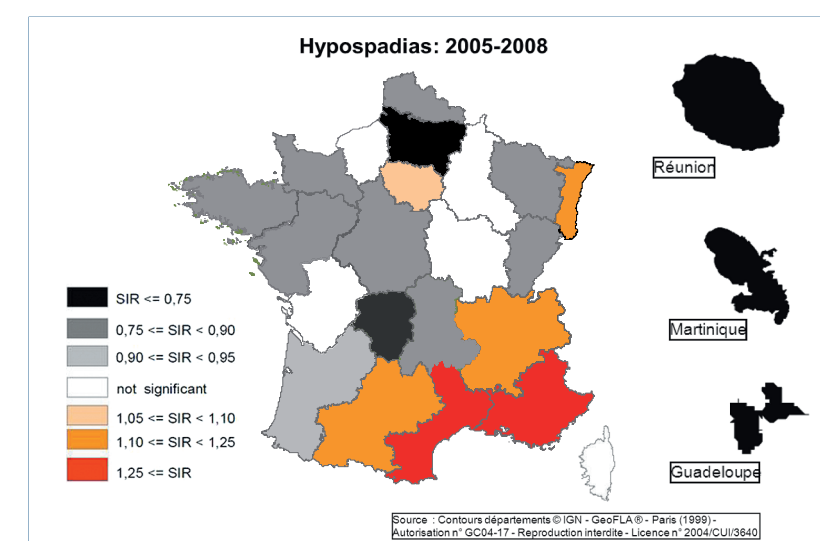 Hypospadias: 2005-2008
Réunion
Martinique
Guadeloupe
SIR <= 0,75
0,75 <= SIR < 0,90
0,90 <= SIR < 0,95
not significant
1,05 <= SIR < 1,10
1,10 <= SIR < 1,25
1,25 <= SIR
Source : Contours départements © IGN - GeoFLA ® - Paris (1999) -
Autorisation n° GC04-17 - Reproduction interdite - Licence n° 2004/CUI/3640